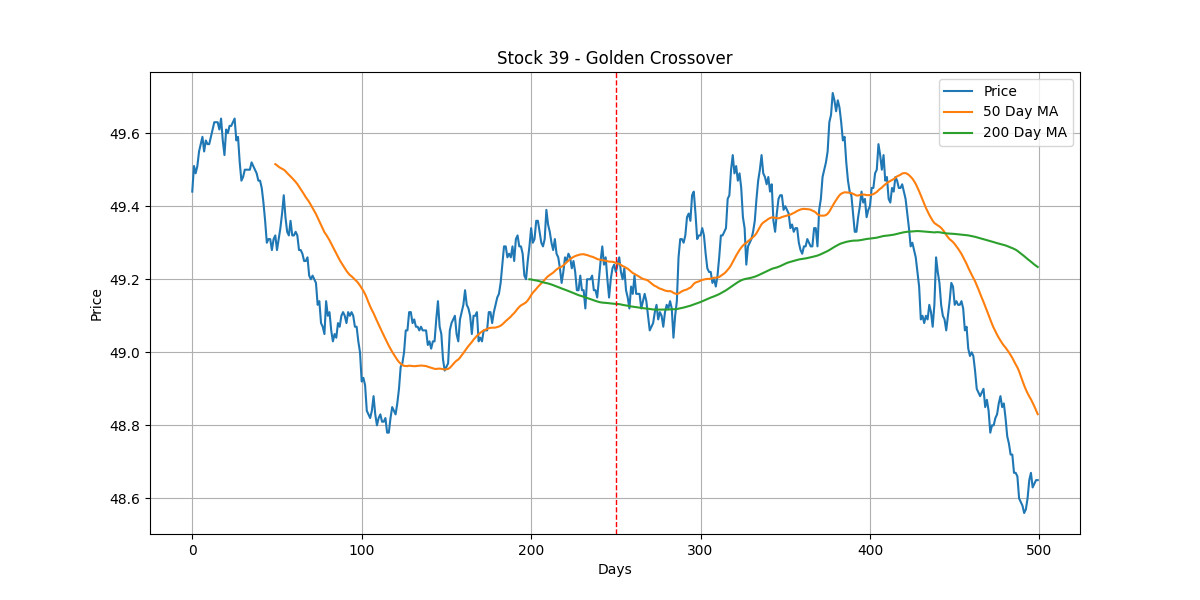 Stock 39 - Golden Crossover
Price
50 Day MA
200 Day MA
Price
49.6
49.4
49.2
49.0
48.8
48.6
0 100 200 300 400 500
Days